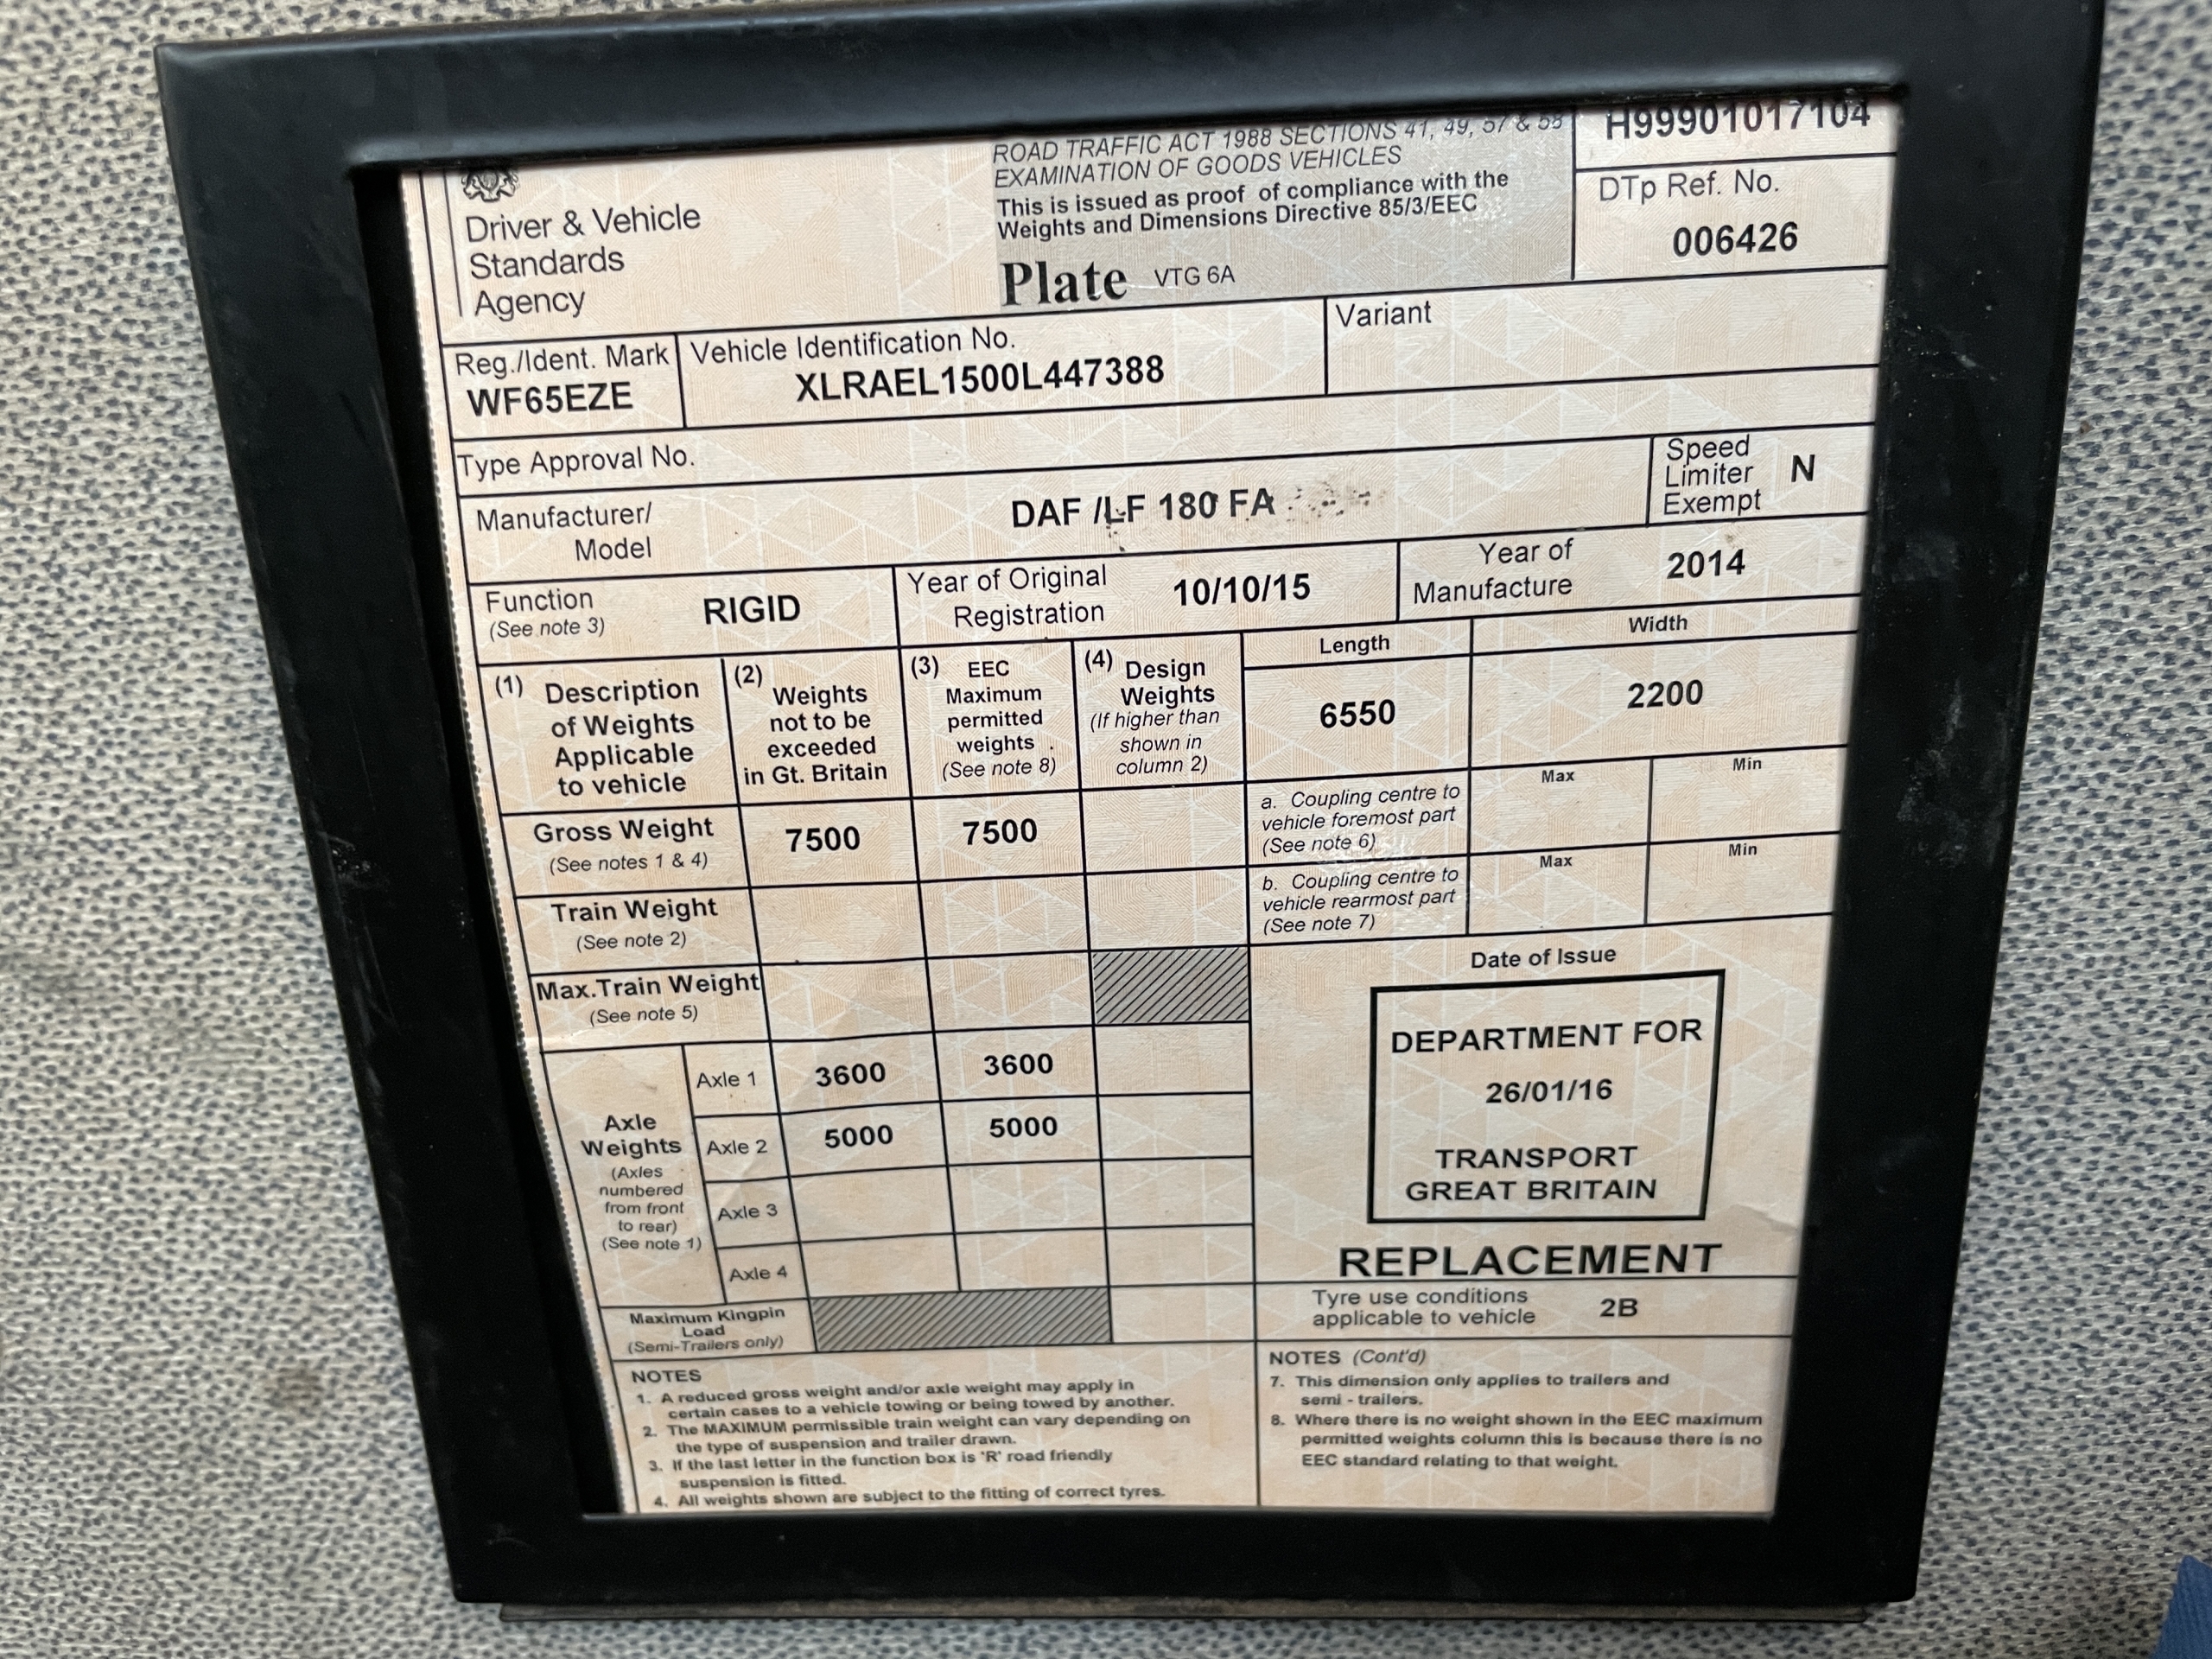 ROAD TRAFFIC ACT 1988 SECTIONS 41, 49, 57 & 58
EXAMINATION OF GOODS VEHICLES
This is issued as proof of compliance with the
Weights and Dimensions Directive 85/3/EEC
Plate VTG 6A
H99901017104
DTp Ref. No.
006426
Driver & Vehicle
Standards
Agency
Reg./Ident. Mark
WF65EZE
Vehicle Identification No.
XLRAEL1500L447388
Variant
Type Approval No.
Manufacturer/
Model
DAF /LF 180 FA
Speed
Limiter
Exempt
N
Function
(See note 3)
RIGID
Year of Original
Registration
10/10/15
Year of
Manufacture
2014
(1) Description
of Weights
Applicable
to vehicle
(2)
Weights
not to be
exceeded
in Gt. Britain
(3) EEC
Maximum
permitted
weights
(See note 8)
(4) Design
Weights
(If higher than
shown in
column 2)
Length
6550
Width
2200
Gross Weight
(See notes 1 & 4)
7500
7500
a. Coupling centre to
vehicle foremost part
(See note 6)
Max
Min
Train Weight
(See note 2)
b. Coupling centre to
vehicle rearmost part
(See note 7)
Max
Min
Max.Train Weight
(See note 5)
Axle
Weights
(Axles
numbered
from front
to rear)
(See note 1)
Axle 1
3600
3600
Axle 2
5000
5000
Axle 3
Axle 4
Maximum Kingpin
Load
(Semi-Trailers only)
Date of Issue
DEPARTMENT FOR
26/01/16
TRANSPORT
GREAT BRITAIN
REPLACEMENT
Tyre use conditions
applicable to vehicle
2B
NOTES
1. A reduced gross weight and/or axle weight may apply in
certain cases to a vehicle towing or being towed by another.
2. The MAXIMUM permissible train weight can vary depending on
the type of suspension and trailer drawn.
3. If the last letter in the function box is 'R' road friendly
suspension is fitted.
4. All weights shown are subject to the fitting of correct tyres.
NOTES (Cont'd)
7. This dimension only applies to trailers and
semi - trailers.
8. Where there is no weight shown in the EEC maximum
permitted weights column this is because there is no
EEC standard relating to that weight.